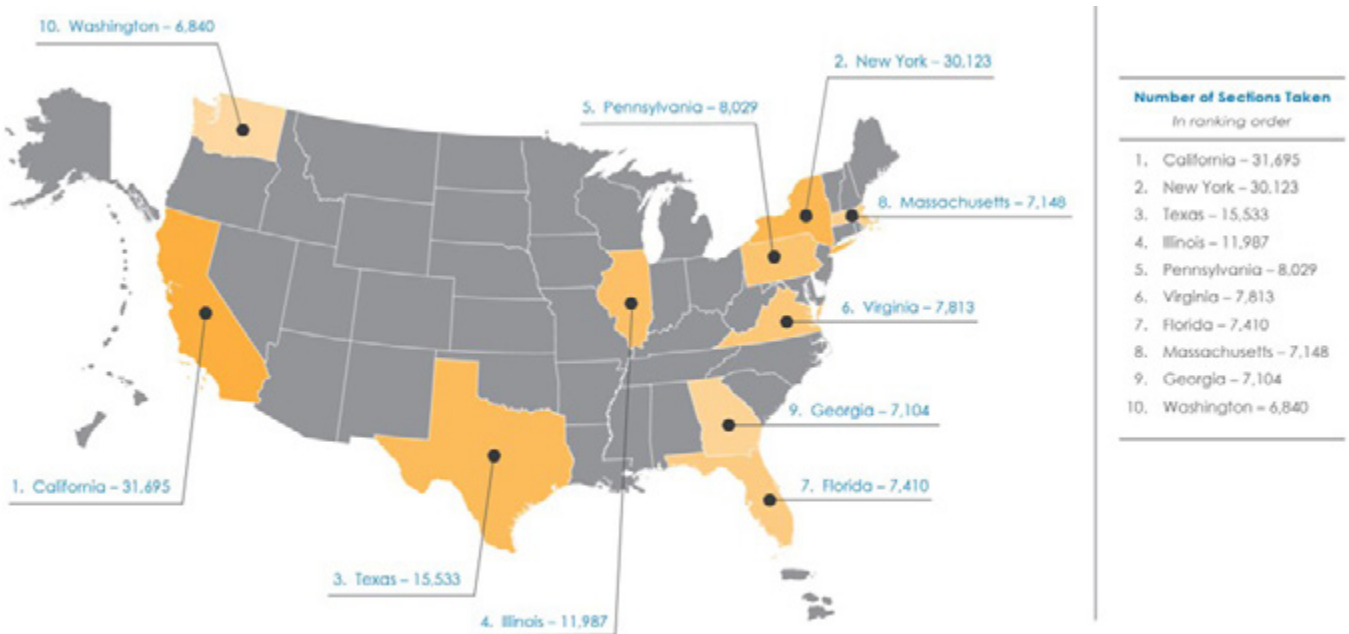 10. Washington – 6,840
2. New York – 30,123
5. Pennsylvania – 8,029
8. Massachusetts – 7,148
6. Virginia – 7,813
9. Georgia – 7,104
7. Florida – 7,410
1. California – 31,695
3. Texas – 15,533
4. Illinois – 11,987
Number of Sections Taken
In ranking order
1. California – 31,695
2. New York – 30,123
3. Texas – 15,533
4. Illinois – 11,987
5. Pennsylvania – 8,029
6. Virginia – 7,813
7. Florida – 7,410
8. Massachusetts – 7,148
9. Georgia – 7,104
10. Washington = 6,840